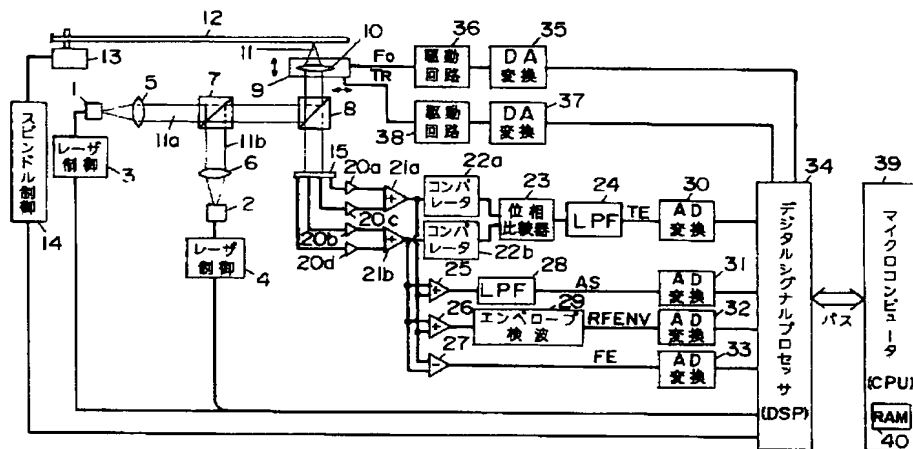 12
13
11
10
9
Fo
TR
36
駆動
回路
35
DA
変換
38
駆動
回路
37
DA
変換
1
5
7
8
11a
11b
6
2
スピンドル制御
14
レーザ
制御
3
レーザ
制御
4
15
20a
20c
20b
20d
21a
21b
22a
コンパ
レータ
コンパ
レータ
22b
23
位相
比較器
24
LPF
TE
30
AD
変換
25
28
LPF
AS
31
AD
変換
26
29
エンベロープ
検波
RFENV
32
AD
変換
27
FE
33
AD
変換
34
デジタルシグナルプロセッサ
(DSP)
バス
39
マイクロコンピュータ
(CPU)
RAM
40